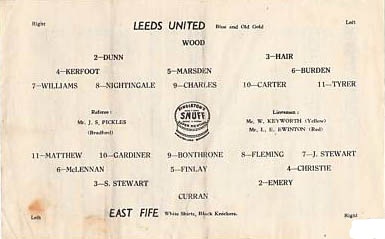 Right LEEDS UNITED Blue and Old Gold Left
WOOD
2—DUNN 3—HAIR
4—KERFOOT 5—MARSDEN 6—BURDEN
7—WILLIAMS 8—NIGHTINGALE 9—CHARLES 10—CARTER 11—TYRER
Referee: Linesmen:
Mr. J. S. PICKLES Mr. W. KEYWORTH (Yellow)
(Bradford) Mr. L. E. EWINTON (Red)
SINGLETON'S
SNUFF
11—MATTHEW 10—GARDINER 9—BONTHRONE 8—FLEMING 7—J. STEWART
6—McLENNAN 5—FINLAY 4—CHRISTIE
3—S. STEWART 2—EMERY
CURRAN
Left EAST FIFE White Shirts, Black Knickers. Right